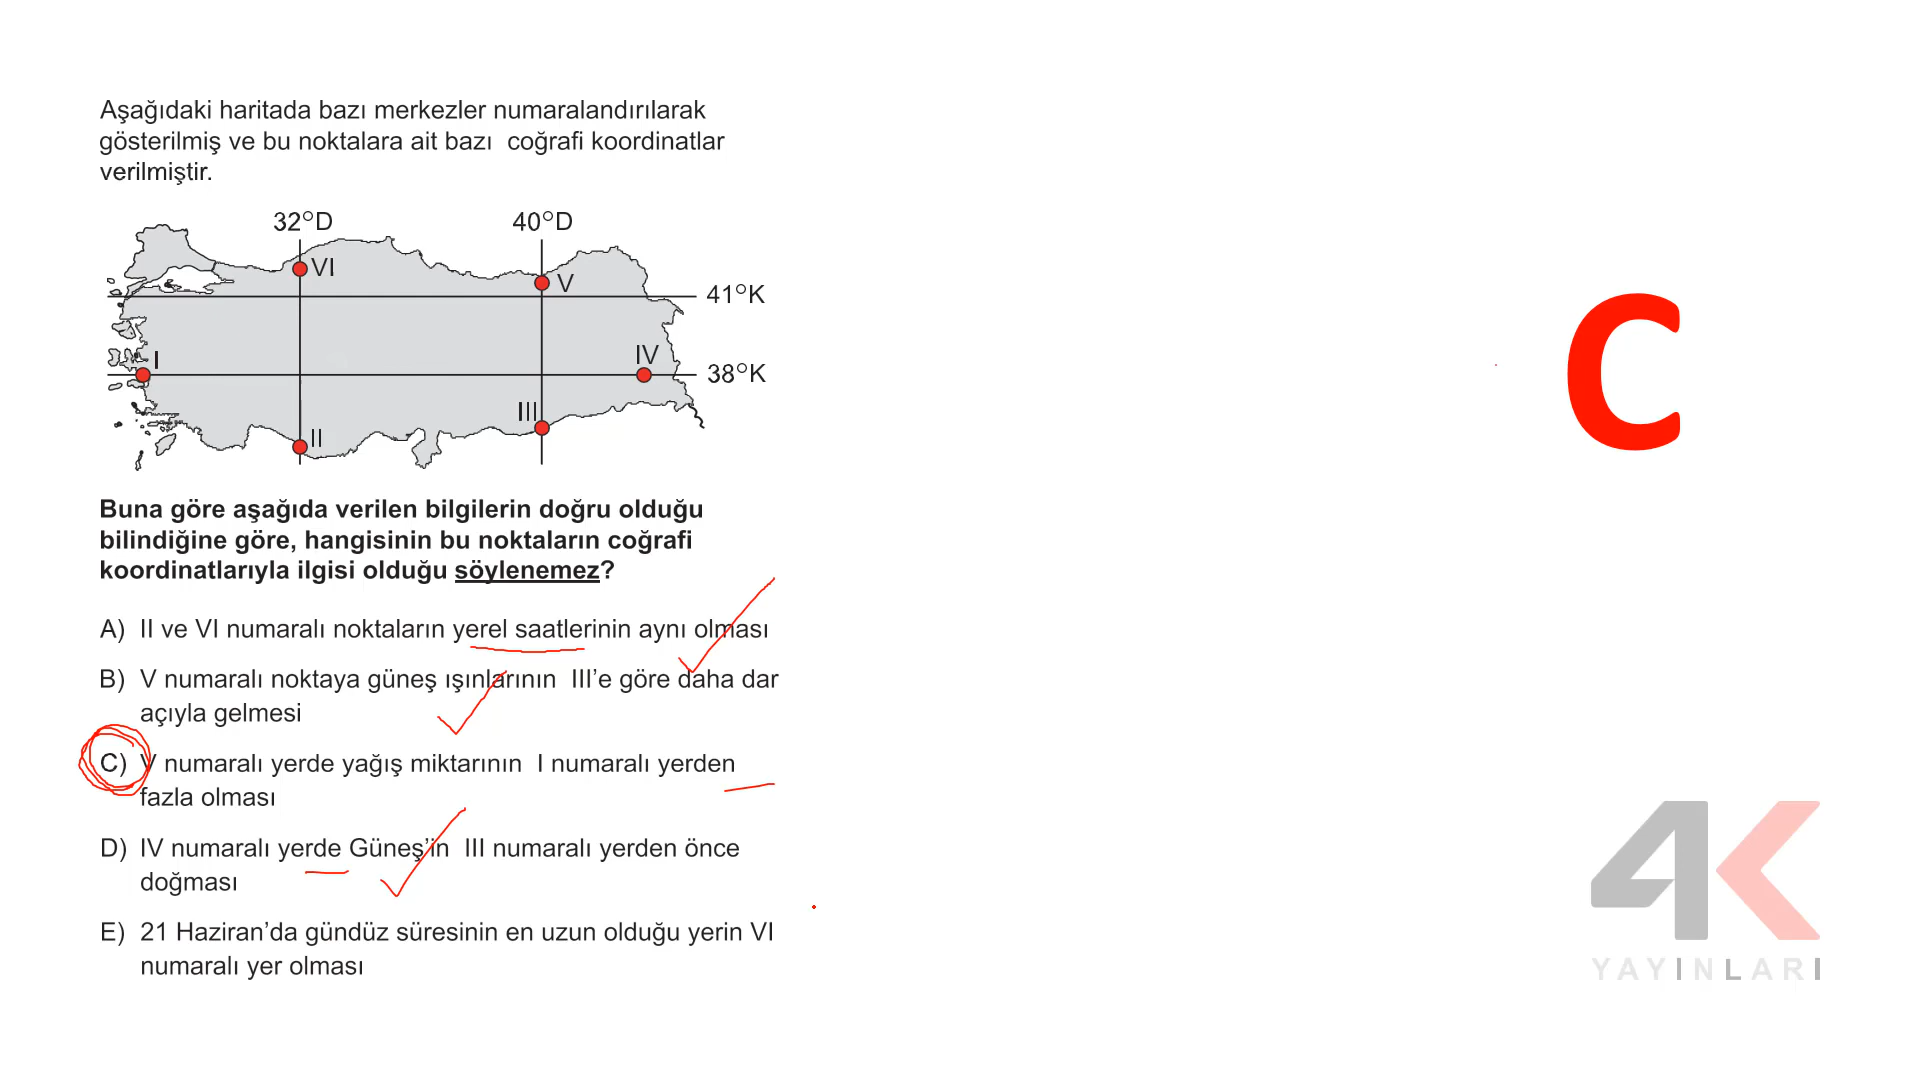 Aşağıdaki haritada bazı merkezler numaralandırılarak
gösterilmiş ve bu noktalara ait bazı coğrafi koordinatlar
verilmiştir.
32°D
40°D
VI
V
41°K
I
IV
38°K
III
II
Buna göre aşağıda verilen bilgilerin doğru olduğu
bilindiğine göre, hangisinin bu noktaların coğrafi
koordinatlarıyla ilgisi olduğu söylenemez?
A) II ve VI numaralı noktaların yerel saatlerinin aynı olması
B) V numaralı noktaya güneş ışınlarının III’e göre daha dar
açıyla gelmesi
C) V numaralı yerde yağış miktarının I numaralı yerden
fazla olması
D) IV numaralı yerde Güneş’in III numaralı yerden önce
doğması
E) 21 Haziran’da gündüz süresinin en uzun olduğu yerin VI
numaralı yer olması
C
4K
YAYINLARI